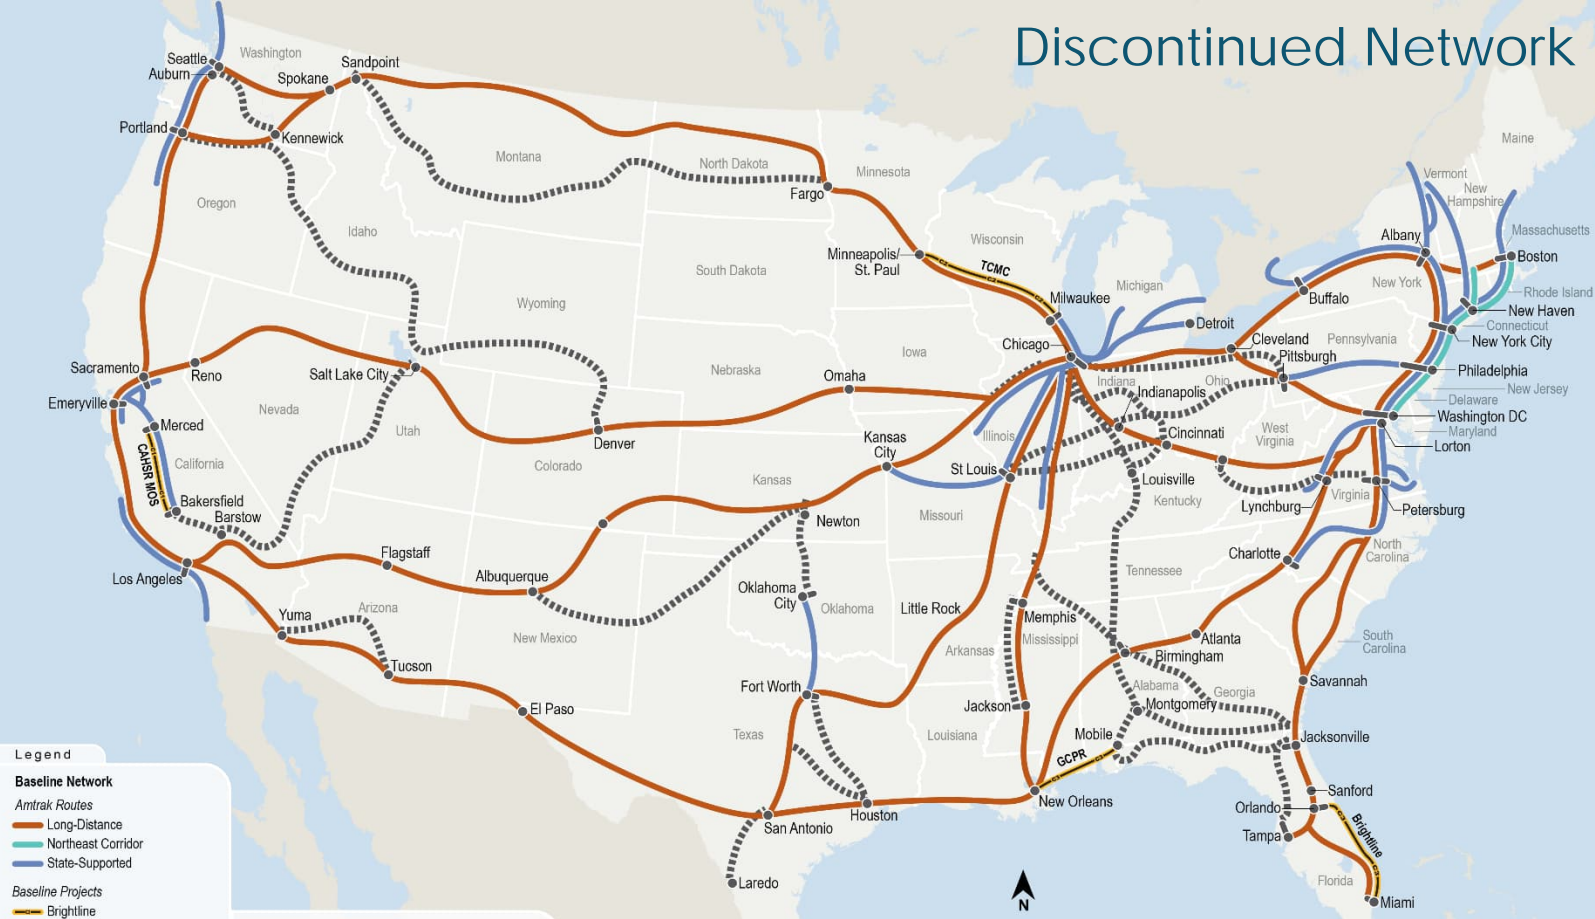 Discontinued Network
Seattle
Auburn
Washington
Spokane
Sandpoint
Portland
Kennewick
Montana
North Dakota
Fargo
Minnesota
Maine
Vermont
New
Hampshire
Oregon
Idaho
Albany
Massachusetts
Boston
Wisconsin
Minneapolis/
St. Paul
TCMC
South Dakota
Wyoming
Michigan
Milwaukee
Buffalo
New York
Rhode Island
New Haven
Connecticut
New York City
Detroit
Chicago
Cleveland
Pittsburgh
Pennsylvania
Iowa
Sacramento
Reno
Salt Lake City
Nebraska
Omaha
Philadelphia
Indiana
Ohio
Indianapolis
New Jersey
Delaware
Emeryville
Nevada
Washington DC
Merced
Utah
Denver
Kansas
City
Illinois
Cincinnati
West
Virginia
Maryland
Lorton
CAHSR MOS
California
Colorado
Kansas
St Louis
Louisville
Kentucky
Virginia
Bakersfield
Barstow
Newton
Missouri
Lynchburg
Petersburg
Flagstaff
Charlotte
North
Carolina
Los Angeles
Albuquerque
Oklahoma
City
Oklahoma
Little Rock
Tennessee
Yuma
Arizona
New Mexico
Memphis
Mississippi
Arkansas
Atlanta
Birmingham
South
Carolina
Tucson
Fort Worth
Alabama
Georgia
Savannah
El Paso
Jackson
Montgomery
Texas
Louisiana
Mobile
Jacksonville
GCPR
Legend
Baseline Network
Amtrak Routes
Long-Distance
Northeast Corridor
State-Supported
Baseline Projects
Brightline
New Orleans
Sanford
Orlando
Houston
San Antonio
Tampa
Brightline
Laredo
N
Florida
Miami